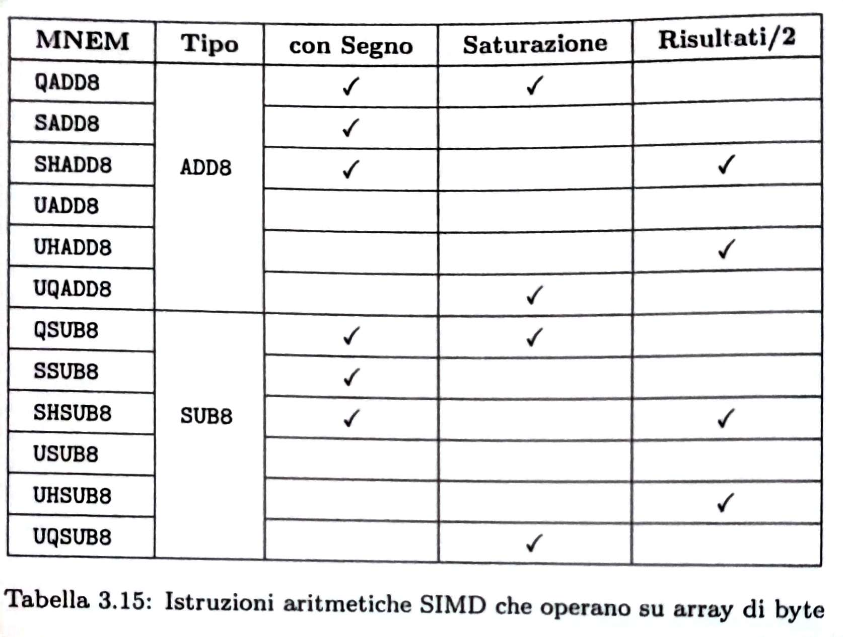 MNEM Tipo con Segno Saturazione Risultati/2
QADD8 ✓ ✓
SADD8 ✓
SHADD8 ADD8 ✓ ✓
UADD8
UHADD8 ✓
UQADD8 ✓
QSUB8 ✓ ✓
SSUB8 ✓
SHSUB8 SUB8 ✓ ✓
USUB8
UHSUB8 ✓
UQSUB8 ✓
Tabella 3.15: Istruzioni aritmetiche SIMD che operano su array di byte